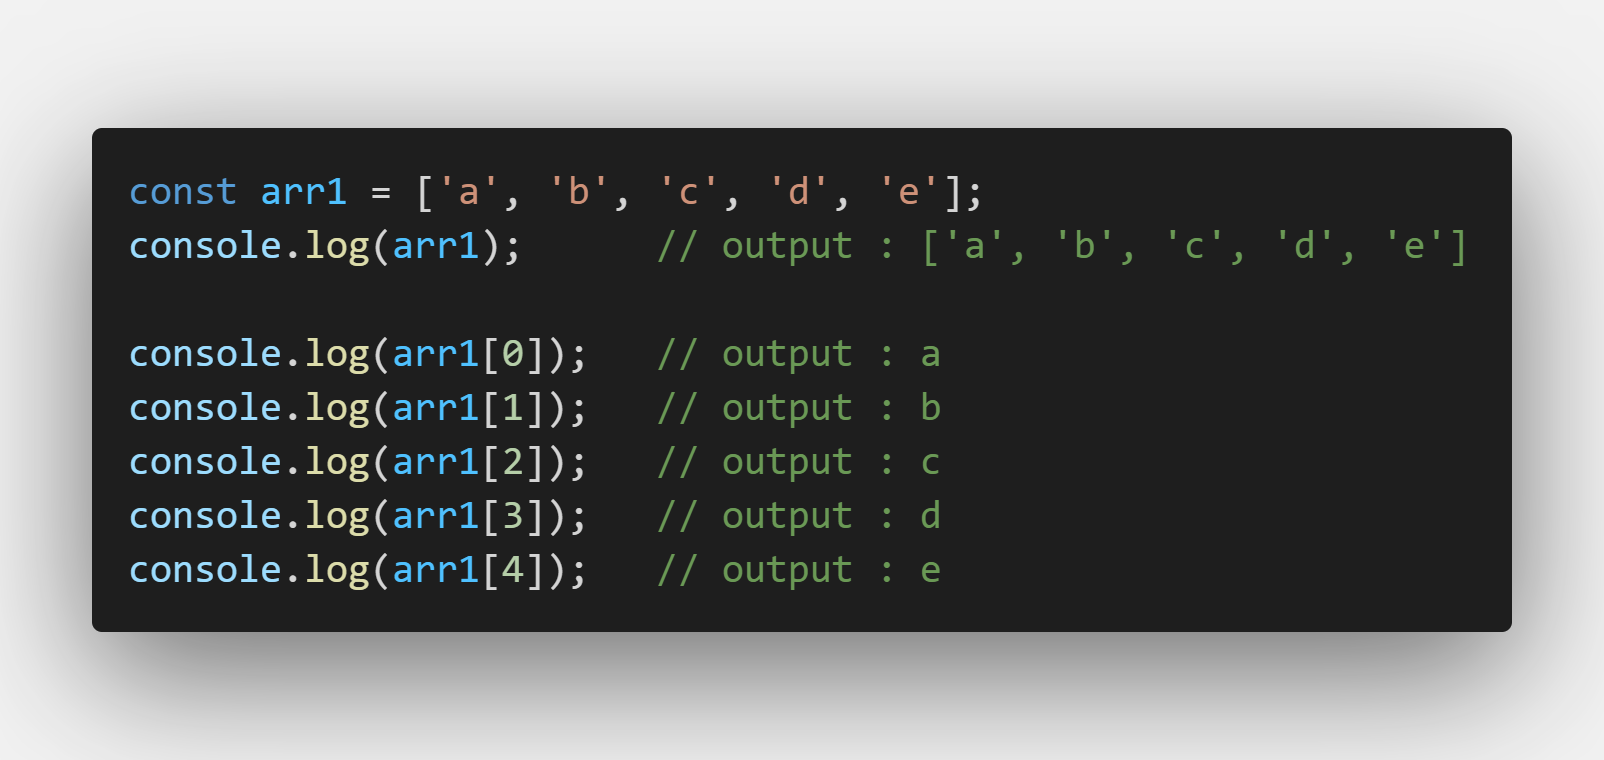 const arr1 = ['a', 'b', 'c', 'd', 'e'];
console.log(arr1);      // output : ['a', 'b', 'c', 'd', 'e']

console.log(arr1[0]);   // output : a
console.log(arr1[1]);   // output : b
console.log(arr1[2]);   // output : c
console.log(arr1[3]);   // output : d
console.log(arr1[4]);   // output : e